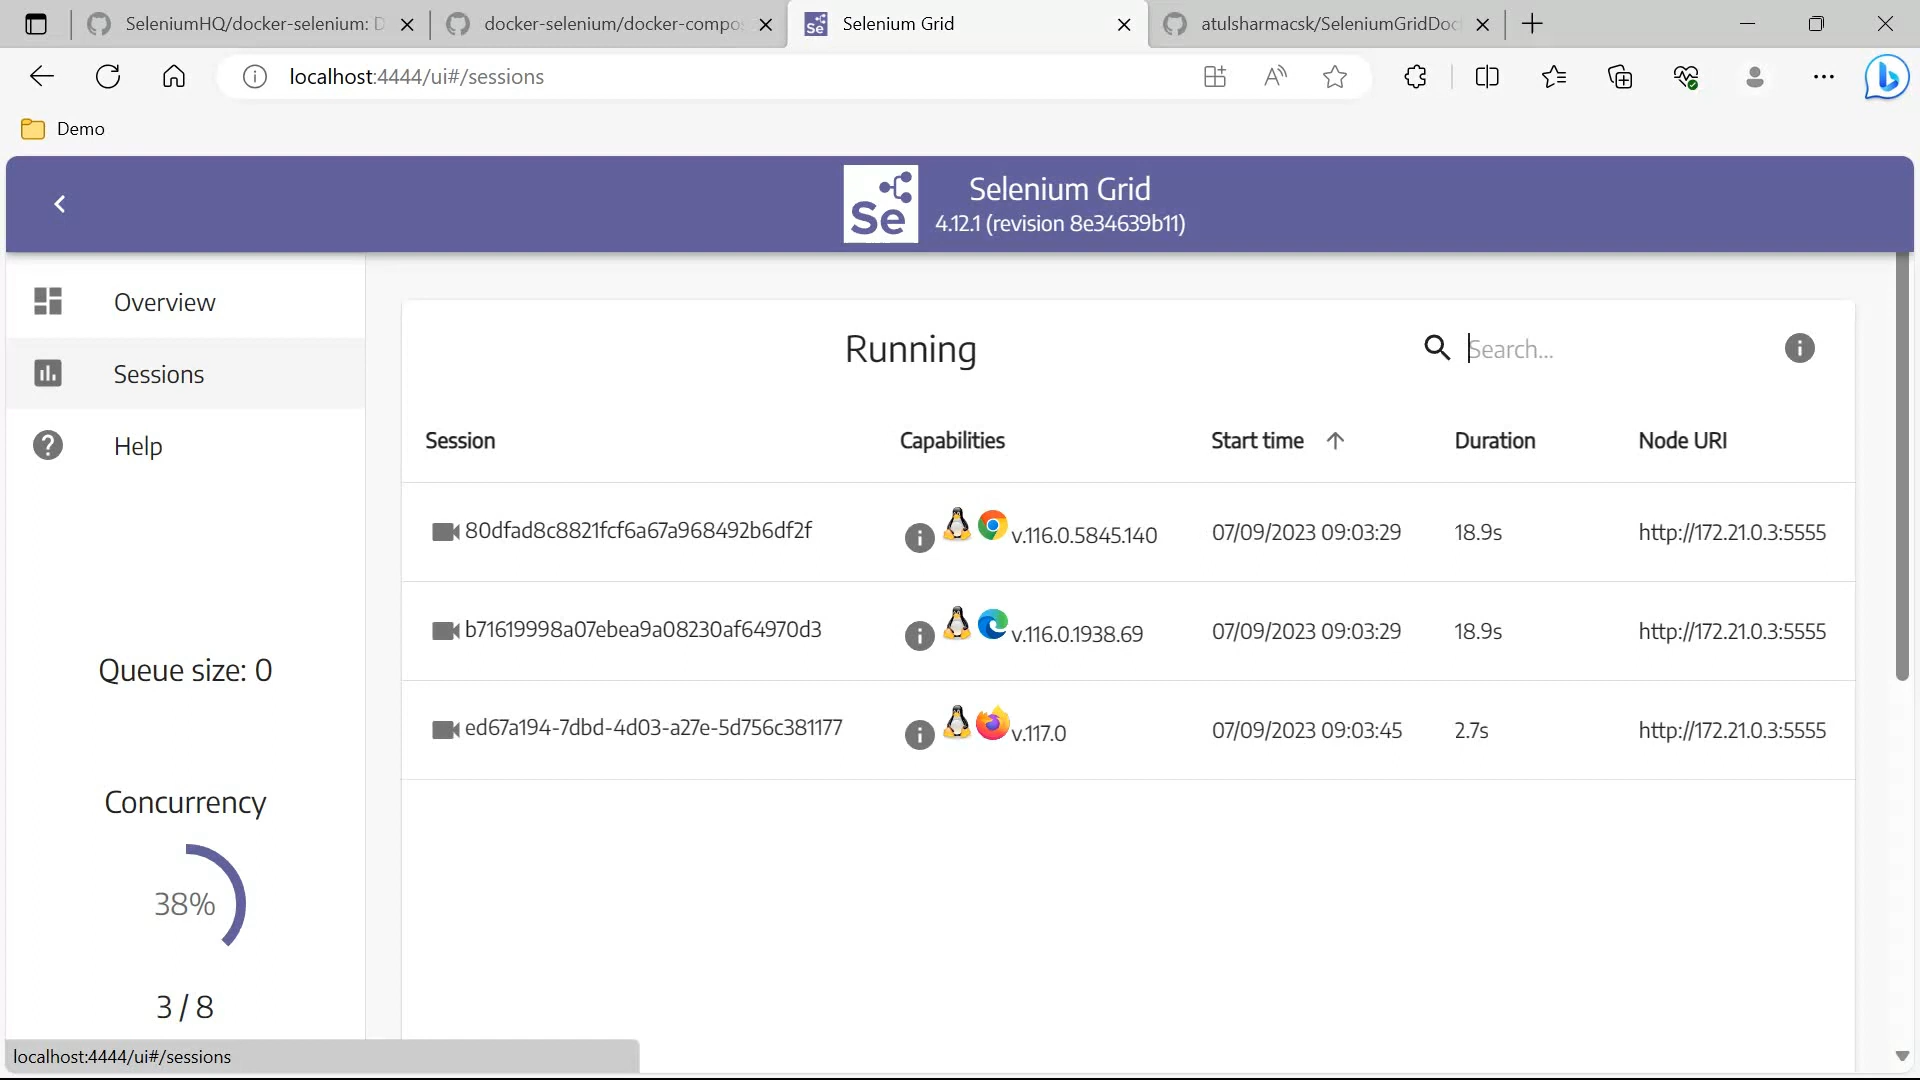 SeleniumHQ/docker-selenium: D
docker-selenium/docker-compo
Selenium Grid
atulsharmacsk/SeleniumGridDoc
localhost:4444/ui#/sessions
Demo
Se
Selenium Grid
4.12.1 (revision 8e34639b11)
Overview
Sessions
Help
Queue size: 0
Concurrency
38%
3 / 8
Running
Search...
Session Capabilities Start time Duration Node URI
80dfad8c8821fcf6a67a968492b6df2f v.116.0.5845.140 07/09/2023 09:03:29 18.9s http://172.21.0.3:5555
b71619998a07ebea9a08230af64970d3 v.116.0.1938.69 07/09/2023 09:03:29 18.9s http://172.21.0.3:5555
ed67a194-7dbd-4d03-a27e-5d756c381177 v.117.0 07/09/2023 09:03:45 2.7s http://172.21.0.3:5555
localhost:4444/ui#/sessions